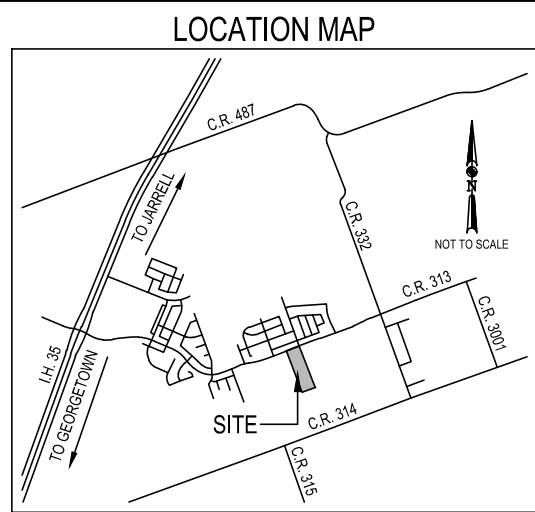 LOCATION MAP
C.R. 487
TO JARRELL
N
NOT TO SCALE
C.R. 332
C.R. 313
C.R. 3001
I.H. 35
TO GEORGETOWN
SITE
C.R. 314
C.R. 315